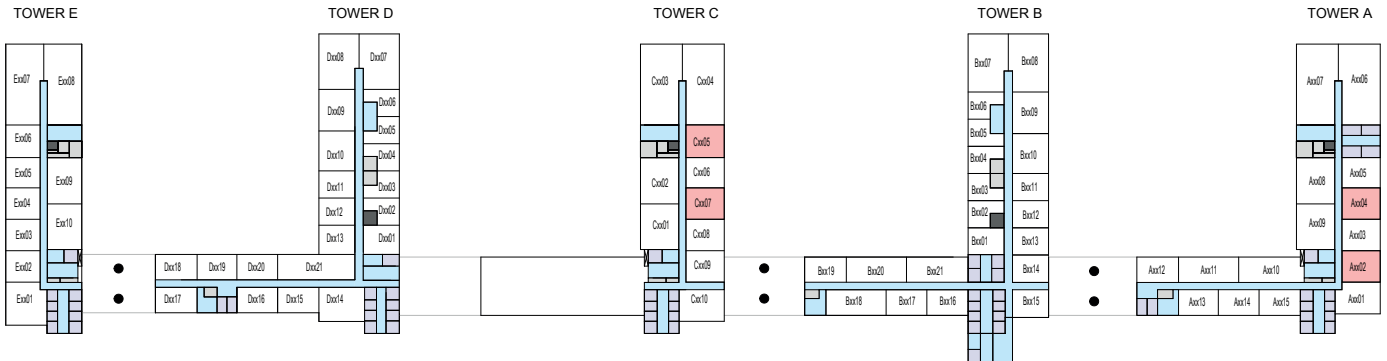 TOWER E
TOWER D
TOWER C
TOWER B
TOWER A
Exx07
Exx08
Exx06
Exx05
Exx09
Exx04
Exx03
Exx10
Exx02
Exx01
Dxx08
Dxx07
Dxx09
Dxx06
Dxx05
Dxx10
Dxx04
Dxx11
Dxx03
Dxx12
Dxx02
Dxx13
Dxx01
Dxx18
Dxx19
Dxx20
Dxx21
Dxx17
Dxx16
Dxx15
Dxx14
Cxx03
Cxx04
Cxx05
Cxx02
Cxx06
Cxx07
Cxx01
Cxx08
Cxx09
Cxx10
Bxx07
Bxx08
Bxx06
Bxx09
Bxx05
Bxx04
Bxx10
Bxx03
Bxx11
Bxx02
Bxx12
Bxx01
Bxx13
Bxx19
Bxx20
Bxx21
Bxx14
Bxx18
Bxx17
Bxx16
Bxx15
Axx07
Axx06
Axx05
Axx08
Axx04
Axx09
Axx03
Axx12
Axx11
Axx10
Axx02
Axx13
Axx14
Axx15
Axx01